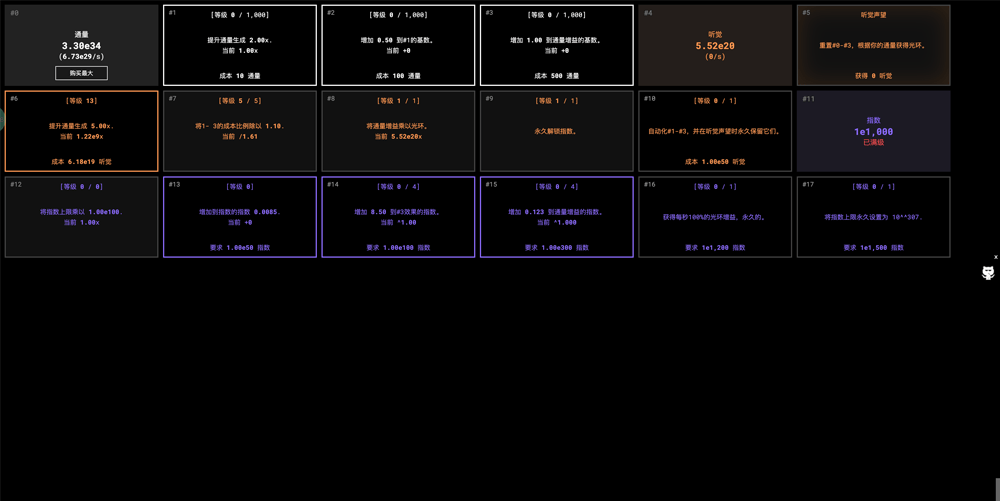 #0
通量
3.30e34
(6.73e29/s)
购买最大
#1
[等级 0 / 1,000]
提升通量生成 2.00x.
当前 1.00x
成本 10 通量
#2
[等级 0 / 1,000]
增加 0.50 到#1的基数。
当前 +0
成本 100 通量
#3
[等级 0 / 1,000]
增加 1.00 到通量增益的基数。
当前 +0
成本 500 通量
#4
听觉
5.52e20
(0/s)
#5
听觉声望
重置#0-#3，根据你的通量获得光环。
获得 0 听觉
#6
[等级 13]
提升通量生成 5.00x.
当前 1.22e9x
成本 6.18e19 听觉
#7
[等级 5 / 5]
将1- 3的成本比例除以 1.10.
当前 /1.61
#8
[等级 1 / 1]
将通量增益乘以光环。
当前 5.52e20x
#9
[等级 1 / 1]
永久解锁指数。
#10
[等级 0 / 1]
自动化#1-#3，并在听觉声望时永久保留它们。
成本 1.00e50 听觉
#11
指数
1e1,000
已满级
#12
[等级 0 / 0]
将指数上限乘以 1.00e100.
当前 1.00x
#13
[等级 0]
增加到指数的指数 0.0085.
当前 +0
要求 1.00e50 指数
#14
[等级 0 / 4]
增加 8.50 到#3效果的指数。
当前 ^1.00
要求 1.00e100 指数
#15
[等级 0 / 4]
增加 0.123 到通量增益的指数。
当前 ^1.000
要求 1.00e300 指数
#16
[等级 0 / 1]
获得每秒100%的光环增益，永久的。
要求 1e1,200 指数
#17
[等级 0 / 1]
将指数上限永久设置为 10^^307.
要求 1e1,500 指数
x